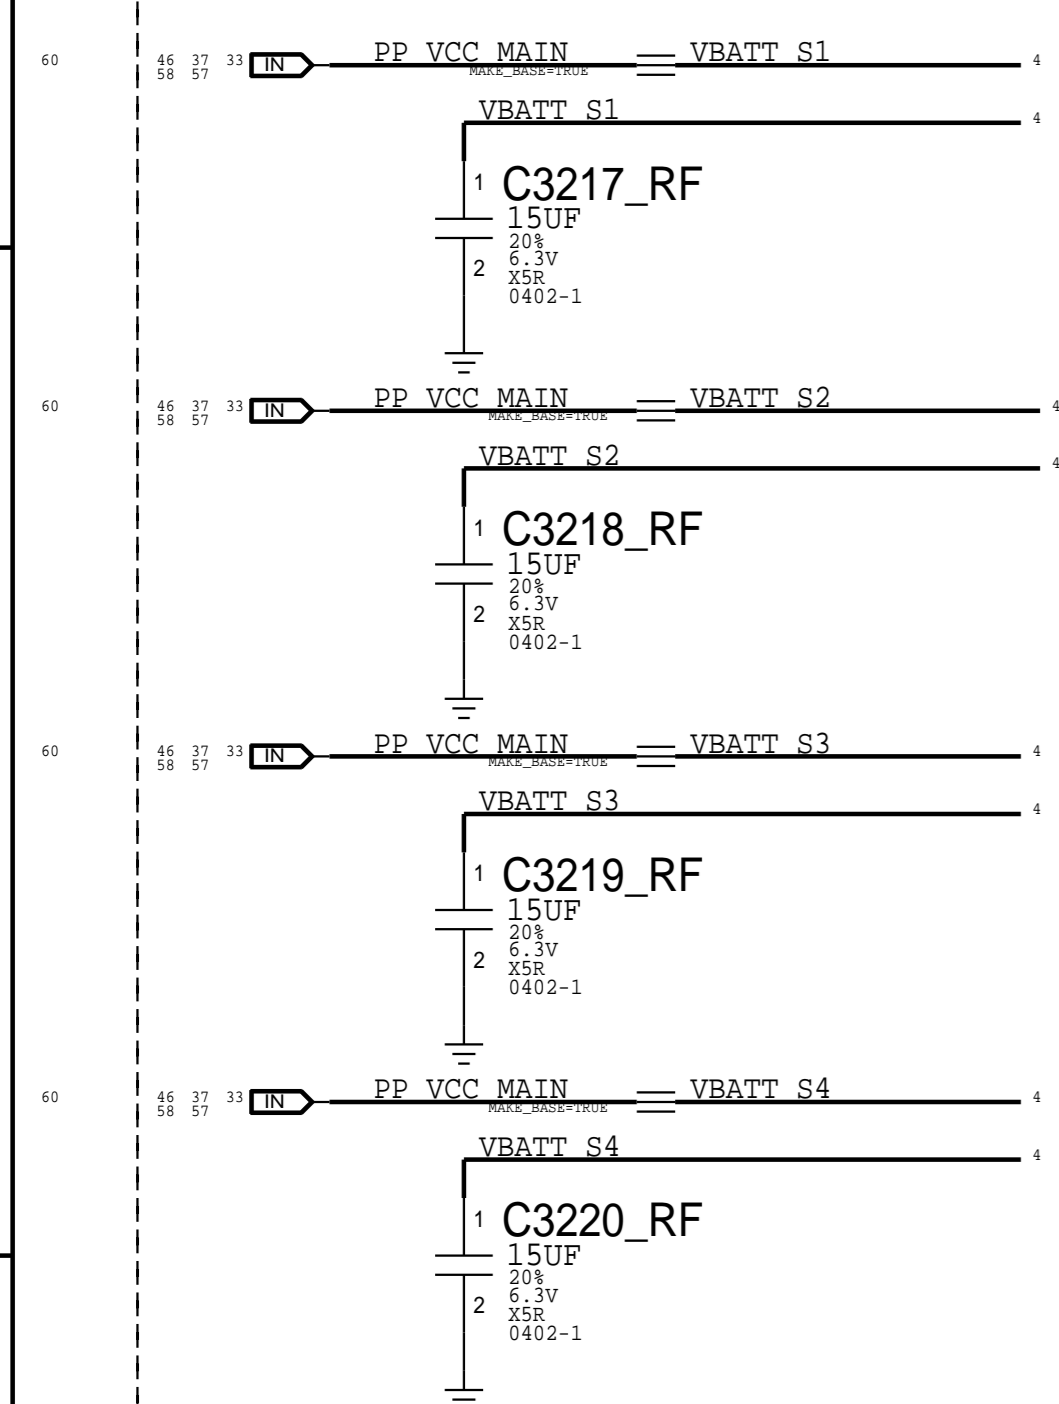 60 46 37 33 IN PP VCC MAIN VBATT S1 4
58 57 MAKE_BASE=TRUE
VBATT S1 4
1 C3217_RF
15UF
20%
6.3V
2
X5R
0402-1
60 46 37 33 IN PP VCC MAIN VBATT S2 4
58 57 MAKE_BASE=TRUE
VBATT S2 4
1 C3218_RF
15UF
20%
6.3V
2
X5R
0402-1
60 46 37 33 IN PP VCC MAIN VBATT S3 4
58 57 MAKE_BASE=TRUE
VBATT S3 4
1 C3219_RF
15UF
20%
6.3V
2
X5R
0402-1
60 46 37 33 IN PP VCC MAIN VBATT S4 4
58 57 MAKE_BASE=TRUE
VBATT S4 4
1 C3220_RF
15UF
20%
6.3V
2
X5R
0402-1